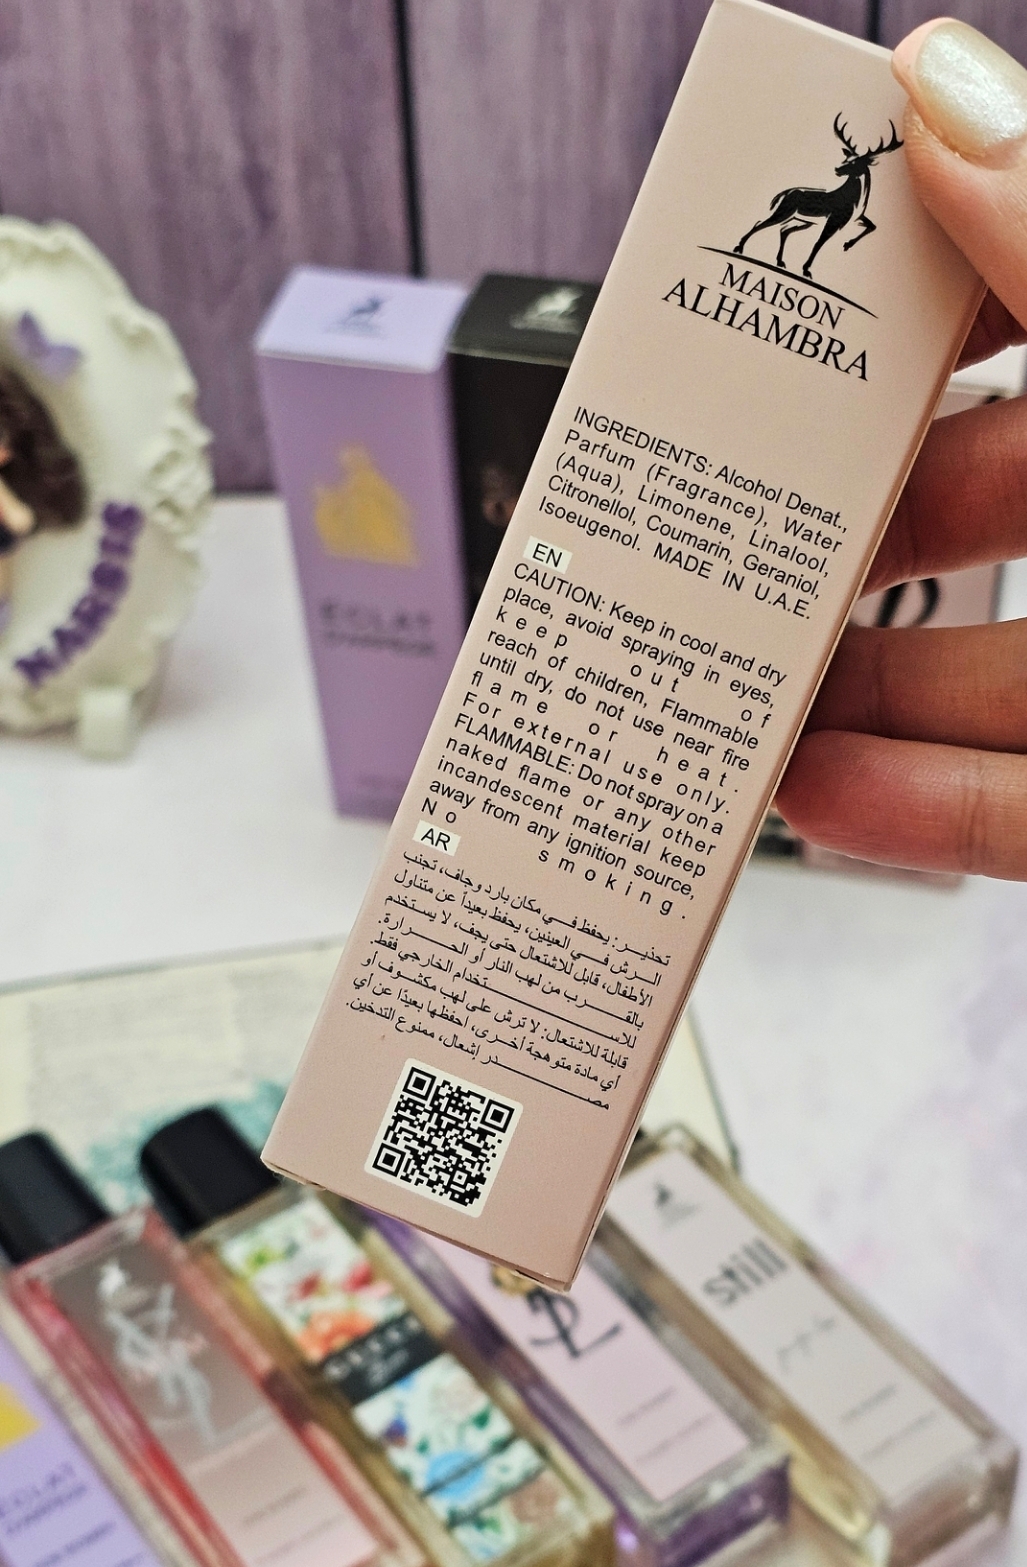 MAISON
ALHAMBRA
INGREDIENTS: Alcohol Denat.,
Parfum (Fragrance), Water
(Aqua), Limonene, Linalool,
Citronellol, Coumarin, Geraniol,
Isoeugenol. MADE IN U.A.E.
EN
CAUTION: Keep in cool and dry
place, avoid spraying in eyes,
keep out of
reach of children, Flammable
until dry, do not use near fire
flame or heat.
For external use only.
FLAMMABLE: Do not spray on a
naked flame or any other
incandescent material keep
away from any ignition source,
No smoking.
AR
تحذير: يحفظ في مكان بارد وجاف، تجنب
الرش في العينين، يحفظ بعيداً عن متناول
الأطفال، قابل للاشتعال حتى يجف، لا يستخدم
بالقرب من لهب النار أو الحرارة.
للاستخدام الخارجي فقط.
قابلة للاشتعال: لا ترش على لهب مكشوف أو
أي مادة متوهجة أخرى، احفظها بعيدًا عن أي
مصدر إشعال، ممنوع التدخين.
NARGIS
ÉCLAT
still
ÉCLAT